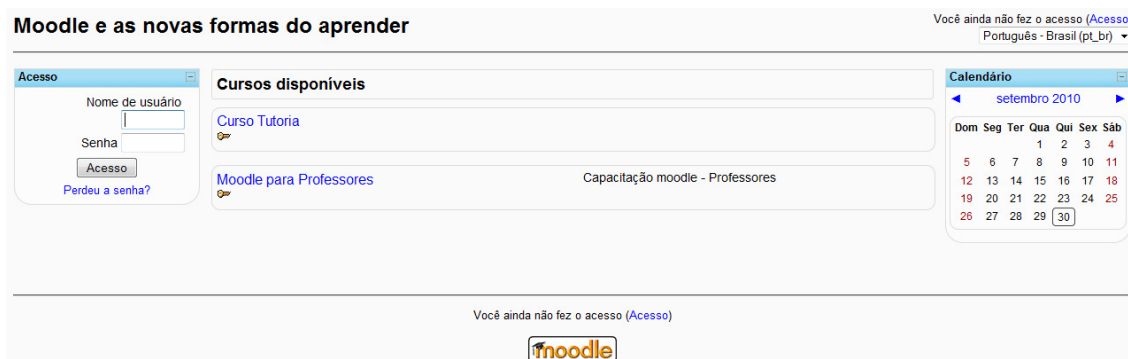 Moodle e as novas formas do aprender
Você ainda não fez o acesso (Acesso
Português - Brasil (pt_br)
Acesso
Nome de usuário
Senha
Acesso
Perdeu a senha?
Cursos disponíveis
Curso Tutoria
Moodle para Professores
Capacitação moodle - Professores
Calendário
setembro 2010
Dom Seg Ter Qua Qui Sex Sáb
1 2 3 4
5 6 7 8 9 10 11
12 13 14 15 16 17 18
19 20 21 22 23 24 25
26 27 28 29 30
Você ainda não fez o acesso (Acesso)
moodle